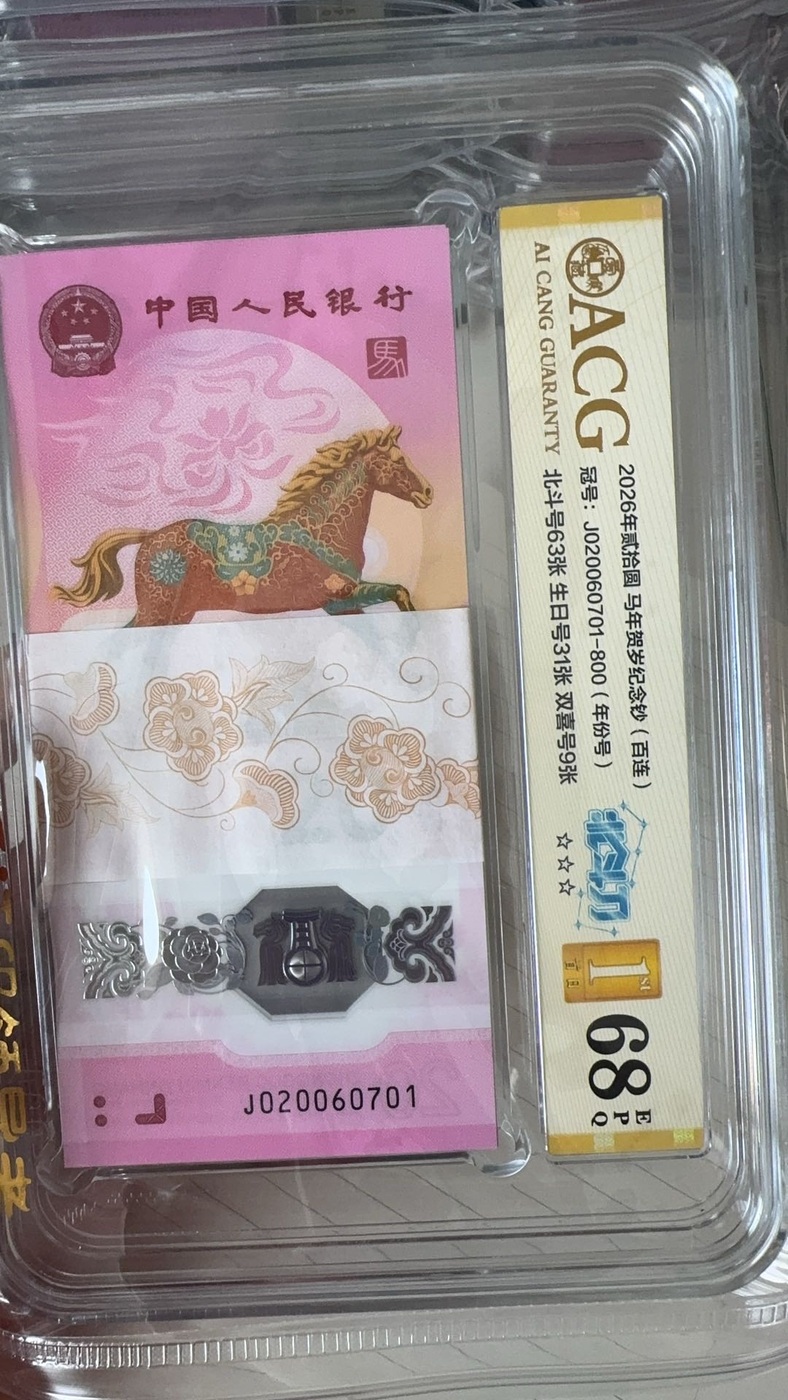 中国人民银行
馬
J020060701
ACG
AI CANG GUARANTY
2026年贰拾圆 马年贺岁纪念钞（百连）
冠号：J020060701-800（年份号）
北斗号63张 生日号31张 双喜号9张
☆☆☆
1ST
68
EPQ